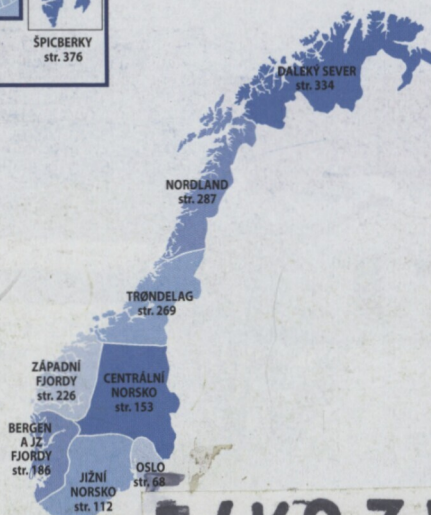 ŠPICBERKY
str. 376
DALEKÝ SEVER
str. 334
NORDLAND
str. 287
TRØNDELAG
str. 269
ZÁPADNÍ
FJORDY
str. 226
CENTRÁLNÍ
NORSKO
str. 153
BERGEN
A JZ
FJORDY
str. 186
OSLO
str. 68
JIŽNÍ
NORSKO
str. 112